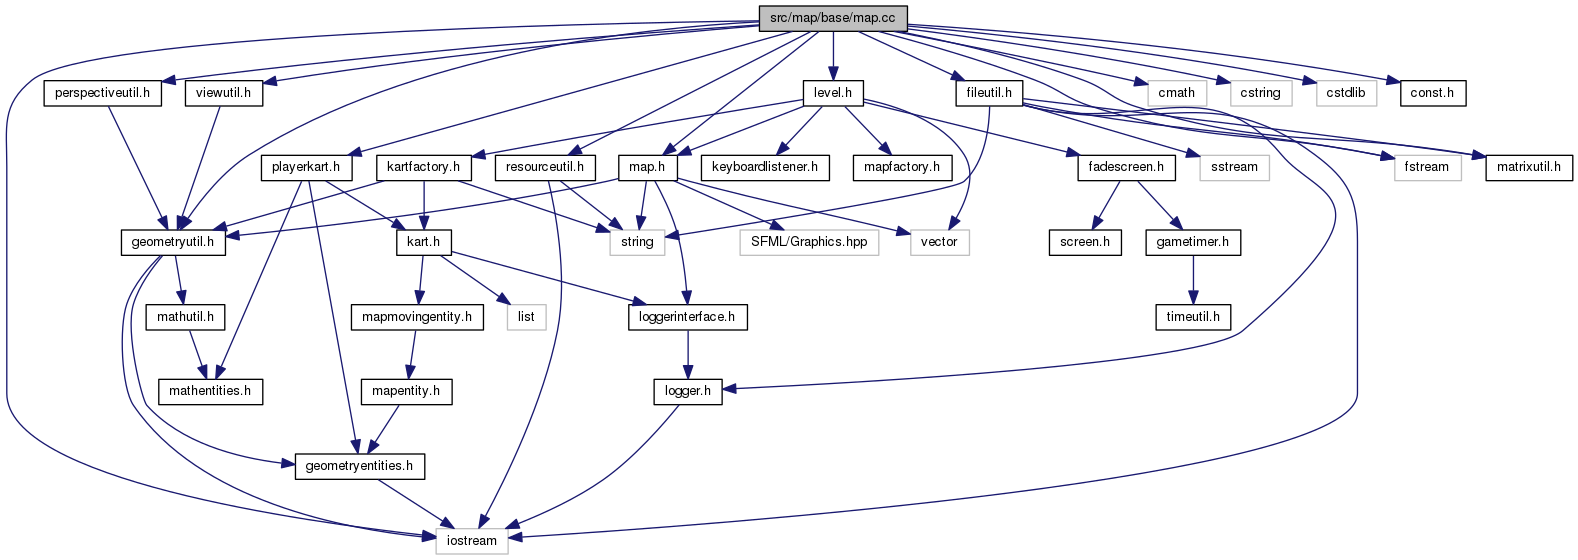 src/map/base/map.cc
perspectiveutil.h
viewutil.h
level.h
fileutil.h
cmath
cstring
cstdlib
const.h
playerkart.h
kartfactory.h
resourceutil.h
map.h
keyboardlistener.h
mapfactory.h
fadescreen.h
sstream
fstream
matrixutil.h
geometryutil.h
kart.h
string
SFML/Graphics.hpp
vector
screen.h
gametimer.h
mathutil.h
mapmovingentity.h
list
loggerinterface.h
timeutil.h
mathentities.h
mapentity.h
logger.h
geometryentities.h
iostream